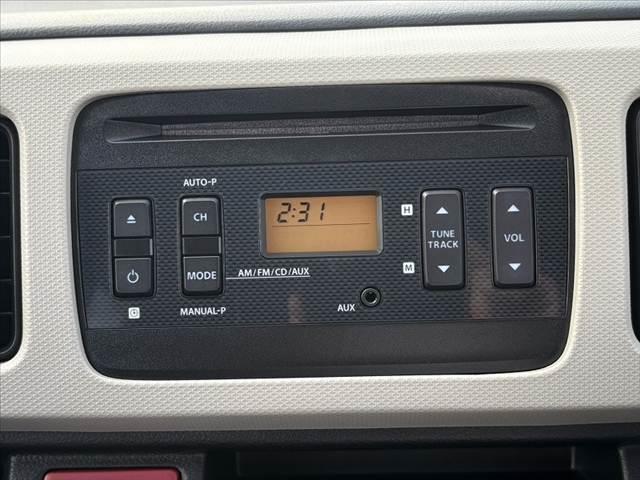 AUTO-P
CH
MODE
MANUAL-P
AM/FM/CD/AUX
2:31
AUX
H
TUNE
TRACK
M
VOL